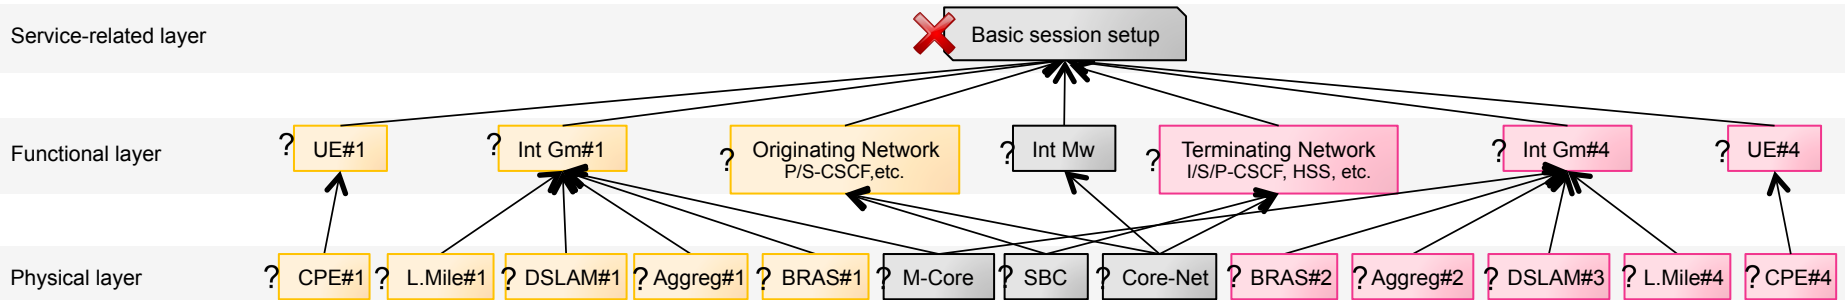 Service-related layer
Basic session setup
Functional layer
? UE#1
? Int Gm#1
? Originating Network
P/S-CSCF,etc.
? Int Mw
? Terminating Network
I/S/P-CSCF, HSS, etc.
? Int Gm#4
? UE#4
Physical layer
? CPE#1
? L.Mile#1
? DSLAM#1
? Aggreg#1
? BRAS#1
? M-Core
? SBC
? Core-Net
? BRAS#2
? Aggreg#2
? DSLAM#3
? L.Mile#4
? CPE#4